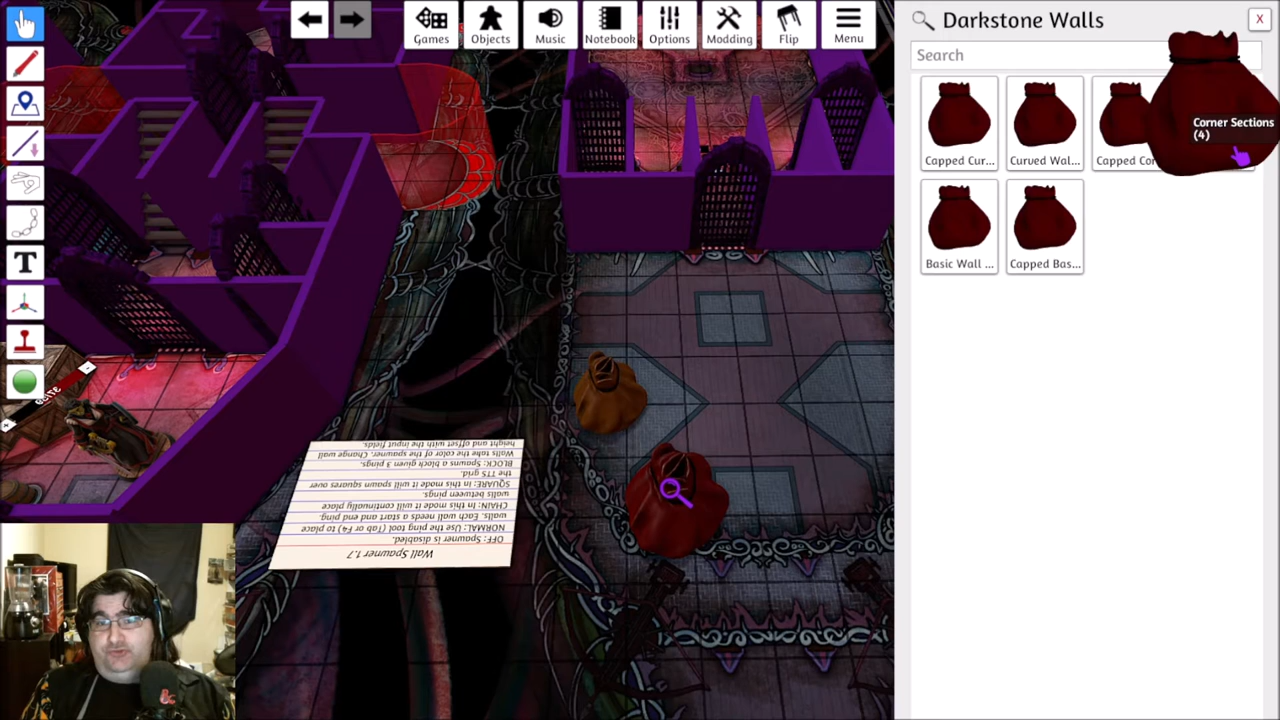 Games
Objects
Music
Notebook
Options
Modding
Flip
Menu
Darkstone Walls
X
Search
Capped Cur...
Curved Wal...
Capped Cor
Corner Sections
(4)
Basic Wall ...
Capped Bas...
T
Wall Spawner 1.7
OFF: Spawner is disabled.
NORMAL: Use the ping tool (Tab or F4) to place
walls. Each wall needs a start and end ping.
CHAIN: In this mode it will continually place
walls between pings.
SQUARE: In this mode it will spawn squares over
the TTS grid.
BLOCK: Spawns a block given 3 pings.
Walls take the color of the spawner. Change wall
height and offset with the input fields.